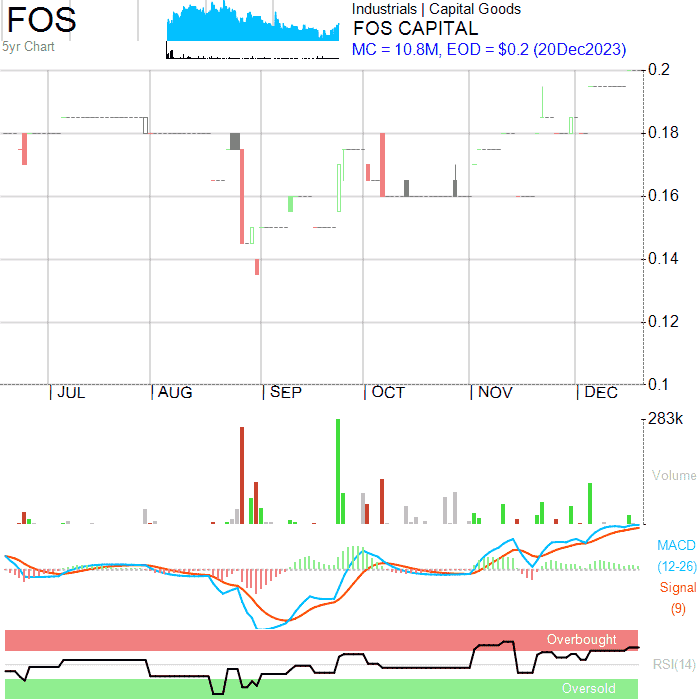 FOS
5yr Chart
Industrials | Capital Goods
FOS CAPITAL
MC = 10.8M, EOD = $0.2 (20Dec2023)
0.2
0.18
0.16
0.14
0.12
0.1
JUL AUG SEP OCT NOV DEC
283k
Volume
MACD
(12-26)
Signal
(9)
Overbought
RSI(14)
Oversold